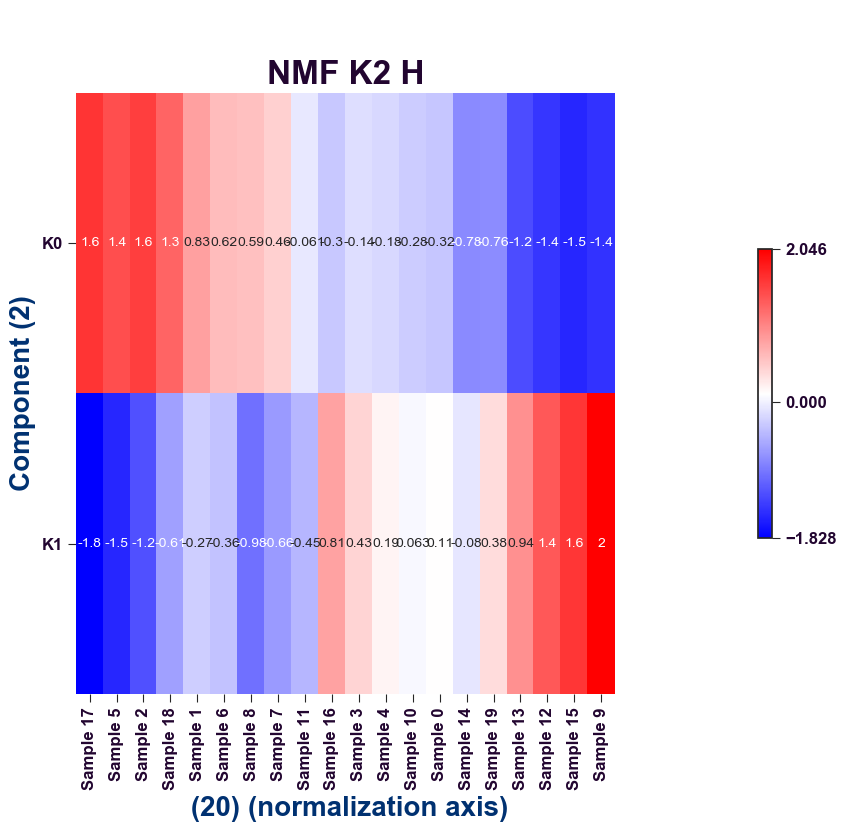 NMF K2 H
K0
1.6 1.4 1.6 1.3 0.83 0.62 0.59 0.46 -0.061 -0.3 -0.14 -0.18 -0.28 -0.32 -0.78 -0.76 -1.2 -1.4 -1.5 -1.4
K1
-1.8 -1.5 -1.2 -0.61 -0.27 -0.36 -0.98 -0.66 -0.45 0.81 0.43 0.19 0.063 0.11 -0.08 0.38 0.94 1.4 1.6 2
Component (2)
Sample 17
Sample 5
Sample 2
Sample 18
Sample 1
Sample 6
Sample 8
Sample 7
Sample 11
Sample 16
Sample 3
Sample 4
Sample 10
Sample 0
Sample 14
Sample 19
Sample 13
Sample 12
Sample 15
Sample 9
(20) (normalization axis)
2.046
0.000
−1.828